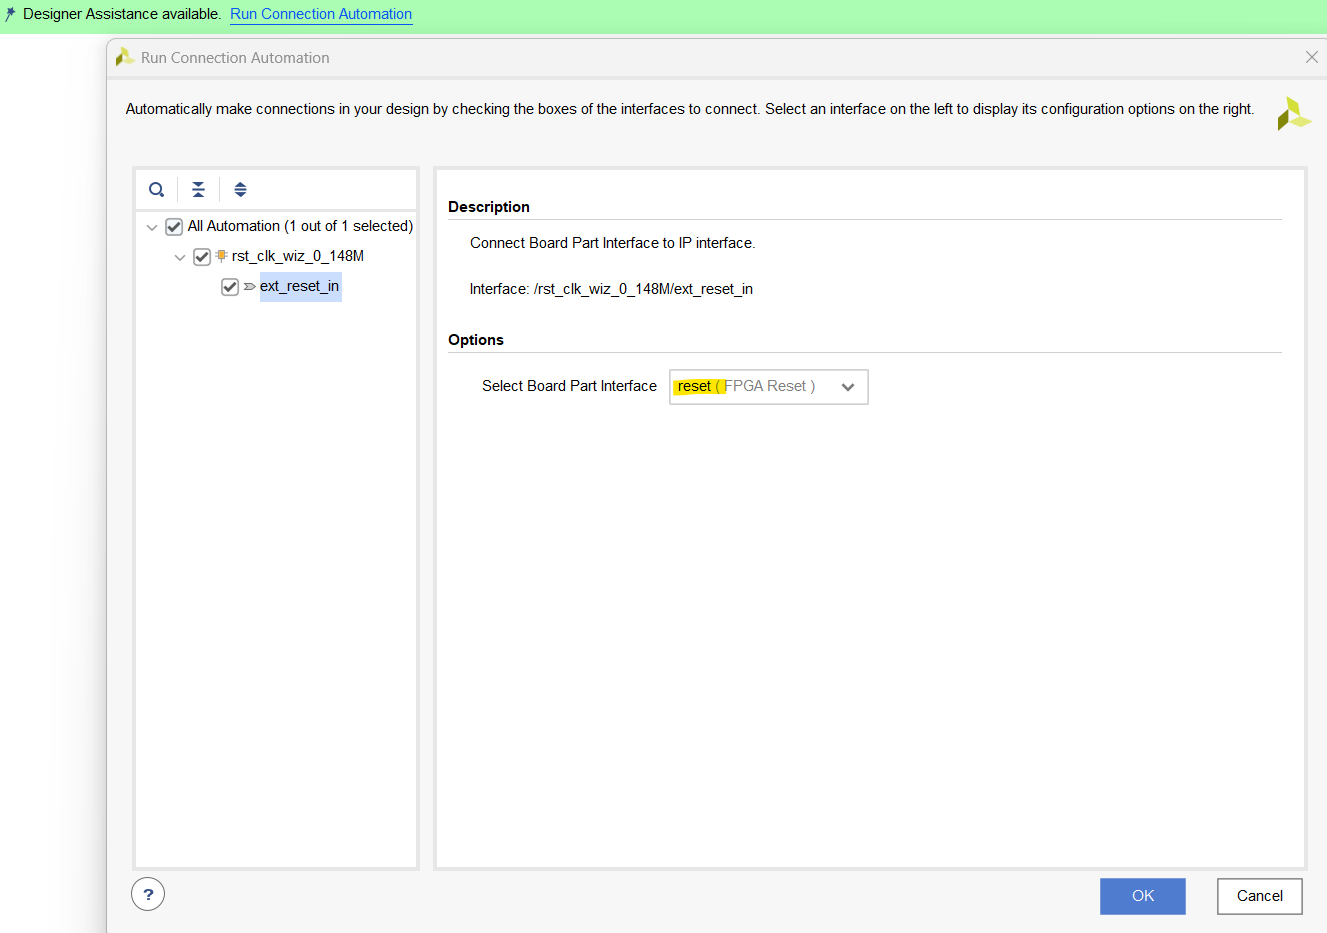 Designer Assistance available. Run Connection Automation
Run Connection Automation
Automatically make connections in your design by checking the boxes of the interfaces to connect. Select an interface on the left to display its configuration options on the right.
All Automation (1 out of 1 selected)
rst_clk_wiz_0_148M
ext_reset_in
Description
Connect Board Part Interface to IP interface.
Interface: /rst_clk_wiz_0_148M/ext_reset_in
Options
Select Board Part Interface reset ( FPGA Reset )
?
OK Cancel